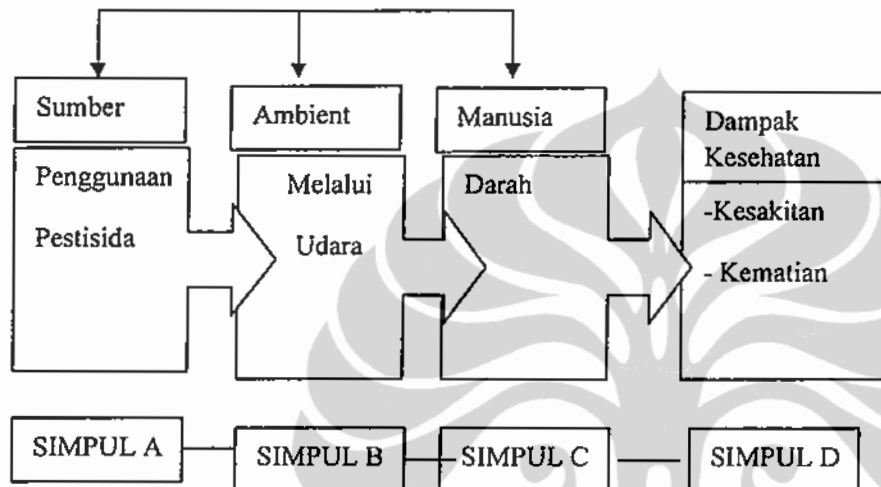 Sumber
Ambient
Manusia
Dampak
Kesehatan
Penggunaan
Pestisida
Melalui
Udara
Darah
-Kesakitan
- Kematian
SIMPUL A
SIMPUL B
SIMPUL C
SIMPUL D